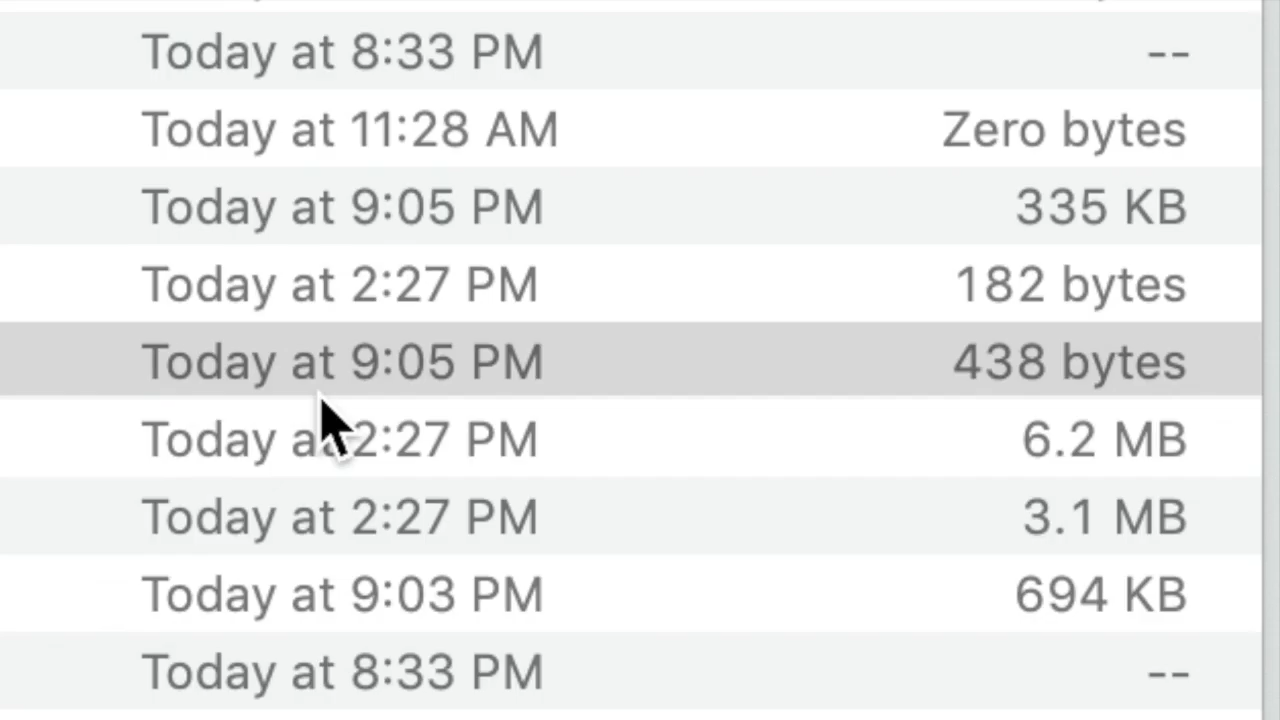 Today at 8:33 PM --
Today at 11:28 AM Zero bytes
Today at 9:05 PM 335 KB
Today at 2:27 PM 182 bytes
Today at 9:05 PM 438 bytes
Today at 2:27 PM 6.2 MB
Today at 2:27 PM 3.1 MB
Today at 9:03 PM 694 KB
Today at 8:33 PM --